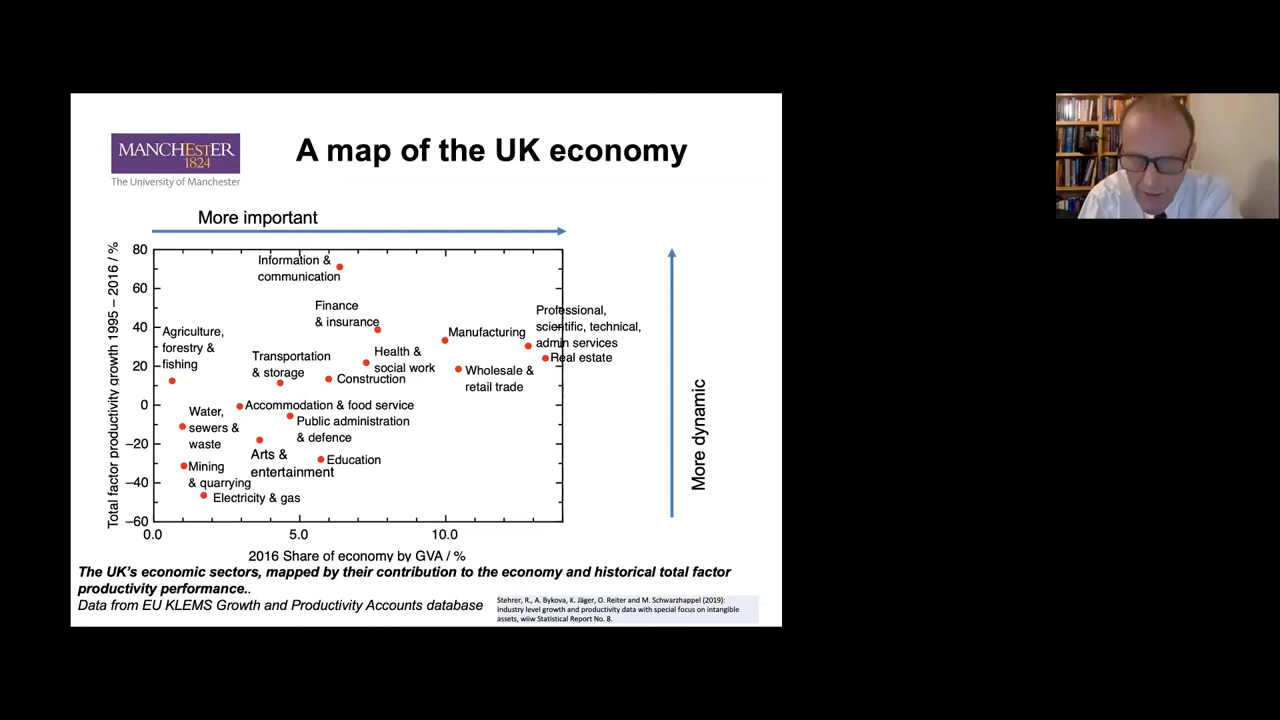 MANCHESTER
1824
The University of Manchester
A map of the UK economy
More important
Total factor productivity growth 1995 – 2016 / %
80
60
40
20
0
–20
–40
–60
Information &
communication
Finance
& insurance
Professional,
scientific, technical,
admin services
Agriculture,
forestry &
fishing
Manufacturing
Transportation
& storage
Health &
social work
Real estate
Construction
Wholesale &
retail trade
Accommodation & food service
Water,
sewers &
waste
Public administration
& defence
Arts &
entertainment
Education
Mining
& quarrying
Electricity & gas
More dynamic
0.0
5.0
10.0
2016 Share of economy by GVA / %
The UK's economic sectors, mapped by their contribution to the economy and historical total factor
productivity performance..
Data from EU KLEMS Growth and Productivity Accounts database
Stehrer, R., A. Bykova, K. Jäger, O. Reiter and M. Schwarzhappel (2019):
Industry level growth and productivity data with special focus on intangible
assets, wiiw Statistical Report No. 8.